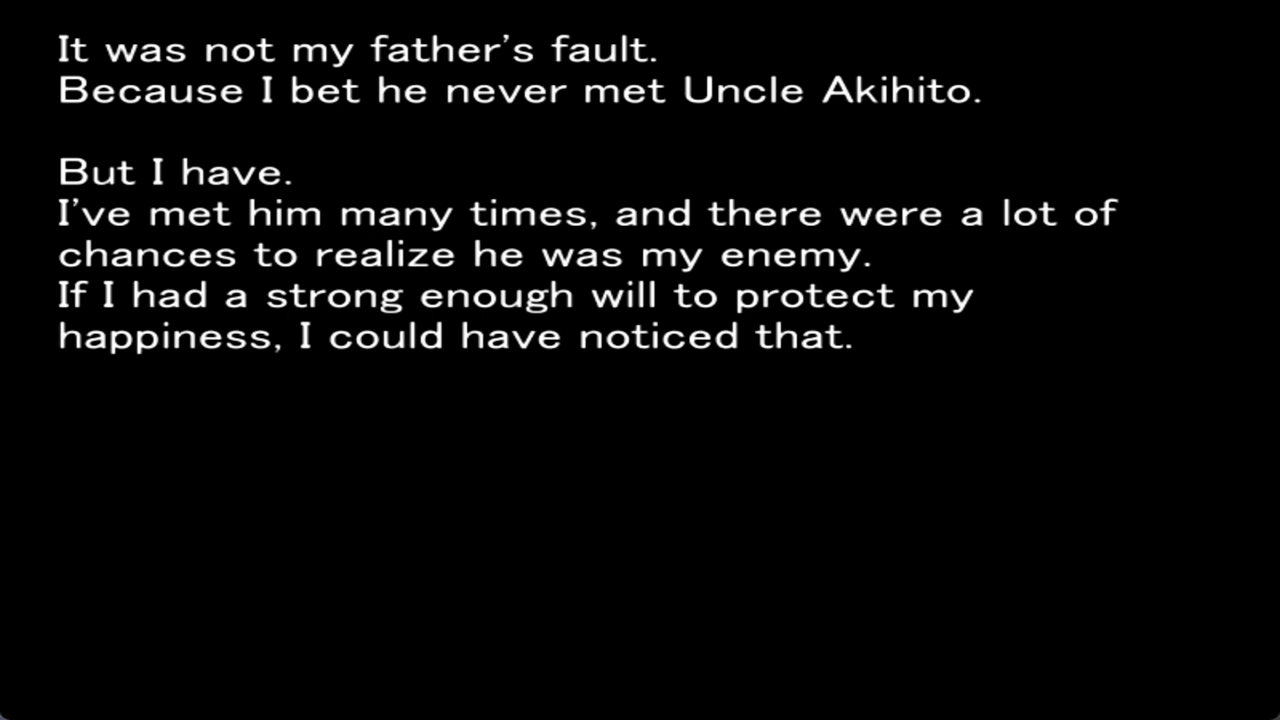 It was not my father's fault.
Because I bet he never met Uncle Akihito.
But I have.
I've met him many times, and there were a lot of
chances to realize he was my enemy.
If I had a strong enough will to protect my
happiness, I could have noticed that.